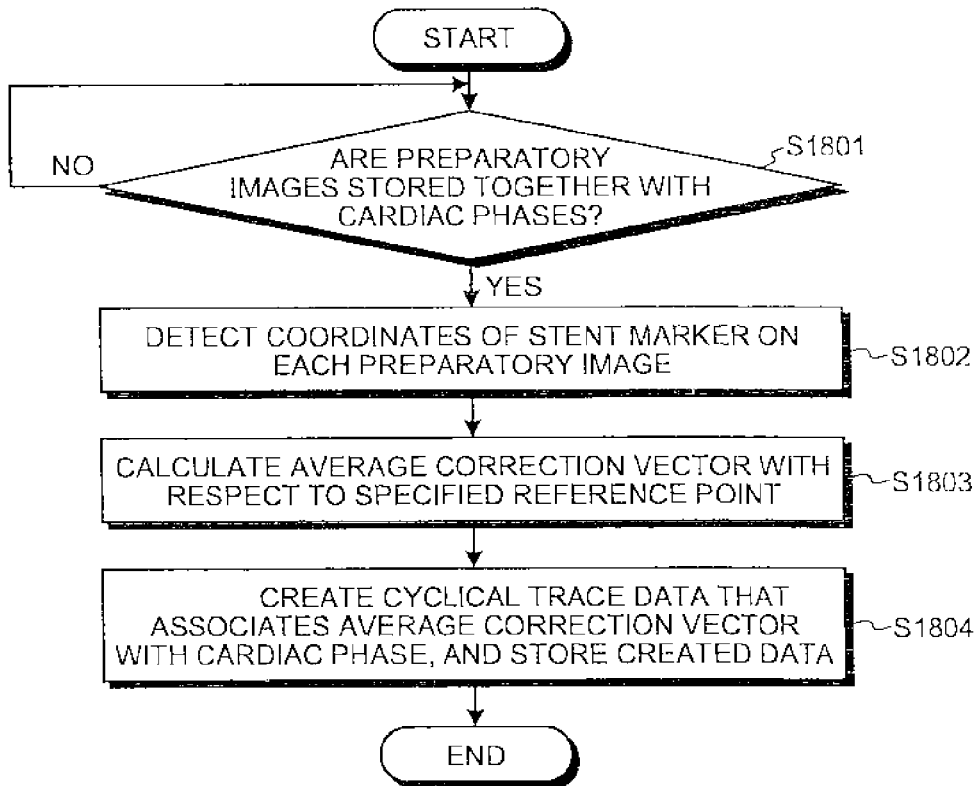 START
ARE PREPARATORY
IMAGES STORED TOGETHER WITH
CARDIAC PHASES?
S1801
NO
YES
DETECT COORDINATES OF STENT MARKER ON
EACH PREPARATORY IMAGE
S1802
CALCULATE AVERAGE CORRECTION VECTOR WITH
RESPECT TO SPECIFIED REFERENCE POINT
S1803
CREATE CYCLICAL TRACE DATA THAT
ASSOCIATES AVERAGE CORRECTION VECTOR
WITH CARDIAC PHASE, AND STORE CREATED DATA
S1804
END